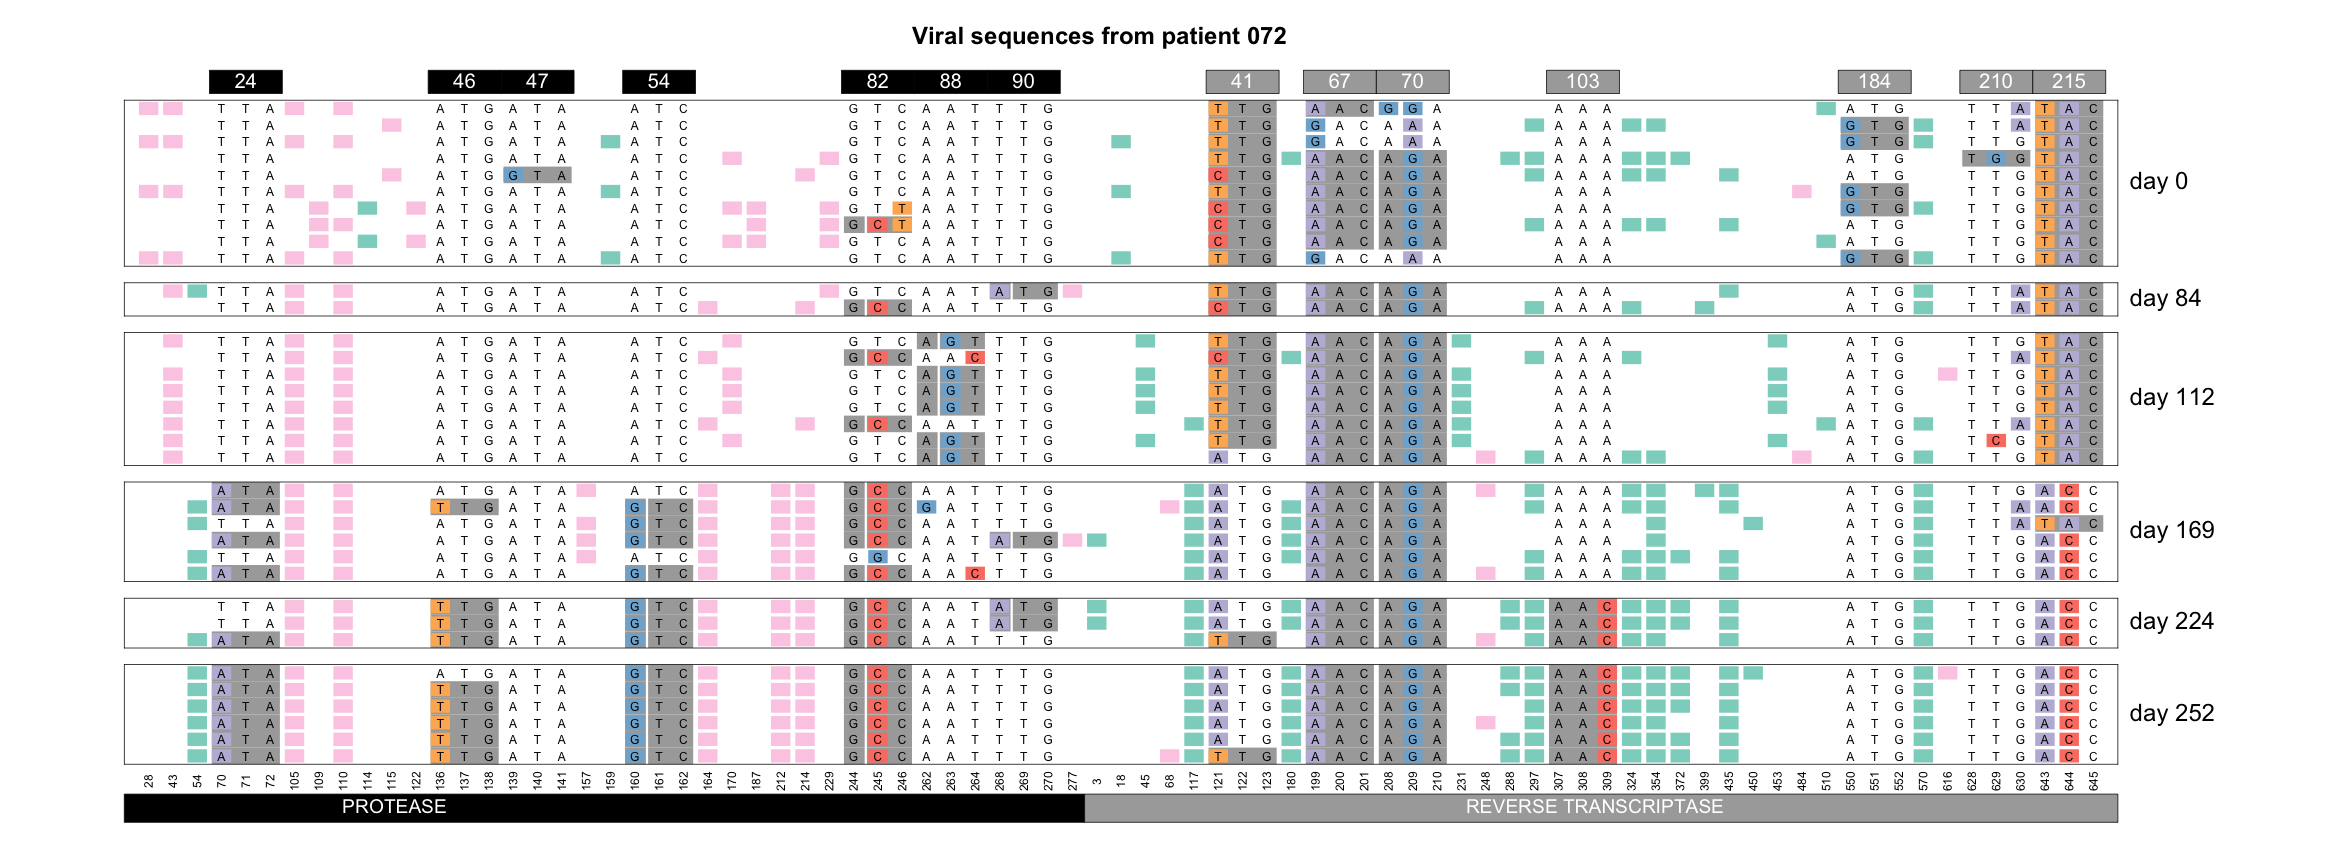 Viral sequences from patient 072
24 46 47 54 82 88 90 41 67 70 103 184 210 215
T T A A T G A T A A T C G T C A A T T T G T T G A A C G G A A A A A T G T T A T A C
T T A A T G A T A A T C G T C A A T T T G T T G G A C A A A A A A G T G T T A T A C
T T A A T G A T A A T C G T C A A T T T G T T G G A C A A A A A A G T G T T G T A C
T T A A T G A T A A T C G T C A A T T T G T T G A A C A G A A A A A T G T G G T A C
T T A A T G G T A A T C G T C A A T T T G C T G A A C A G A A A A A T G T T G T A C
T T A A T G A T A A T C G T C A A T T T G T T G A A C A G A A A A G T G T T G T A C
T T A A T G A T A A T C G T T A A T T T G C T G A A C A G A A A A G T G T T G T A C
T T A A T G A T A A T C G C T A A T T T G C T G A A C A G A A A A A T G T T G T A C
T T A A T G A T A A T C G T C A A T T T G C T G A A C A G A A A A A T G T T G T A C
T T A A T G A T A A T C G T C A A T T T G T T G G A C A A A A A A G T G T T G T A C
day 0
T T A A T G A T A A T C G T C A A T A T G T T G A A C A G A A A A A T G T T A T A C
T T A A T G A T A A T C G C C A A T T T G C T G A A C A G A A A A A T G T T A T A C
day 84
T T A A T G A T A A T C G T C A G T T T G T T G A A C A G A A A A A T G T T G T A C
T T A A T G A T A A T C G C C A A C T T G C T G A A C A G A A A A A T G T T A T A C
T T A A T G A T A A T C G T C A G T T T G T T G A A C A G A A A A A T G T T G T A C
T T A A T G A T A A T C G T C A G T T T G T T G A A C A G A A A A A T G T T G T A C
T T A A T G A T A A T C G T C A G T T T G T T G A A C A G A A A A A T G T T G T A C
T T A A T G A T A A T C G C C A A T T T G T T G A A C A G A A A A A T G T T A T A C
T T A A T G A T A A T C G T C A G T T T G T T G A A C A G A A A A A T G T C G T A C
T T A A T G A T A A T C G T C A G T T T G A T G A A C A G A A A A A T G T T G T A C
day 112
A T A A T G A T A A T C G C C A A T T T G A T G A A C A G A A A A A T G T T G A C C
A T A T T G A T A G T C G C C G A T T T G A T G A A C A G A A A A A T G T T A A C C
T T A A T G A T A G T C G C C A A T T T G A T G A A C A G A A A A A T G T T A T A C
A T A A T G A T A G T C G C C A A T A T G A T G A A C A G A A A A A T G T T G A C C
T T A A T G A T A A T C G G C A A T T T G A T G A A C A G A A A A A T G T T G A C C
A T A A T G A T A G T C G C C A A C T T G A T G A A C A G A A A A A T G T T G A C C
day 169
T T A T T G A T A G T C G C C A A T A T G A T G A A C A G A A A C A T G T T G A C C
T T A T T G A T A G T C G C C A A T A T G A T G A A C A G A A A C A T G T T G A C C
A T A T T G A T A G T C G C C A A T T T G T T G A A C A G A A A C A T G T T G A C C
day 224
A T A A T G A T A G T C G C C A A T T T G A T G A A C A G A A A C A T G T T G A C C
A T A T T G A T A G T C G C C A A T T T G A T G A A C A G A A A C A T G T T G A C C
A T A T T G A T A G T C G C C A A T T T G A T G A A C A G A A A C A T G T T G A C C
A T A T T G A T A G T C G C C A A T T T G A T G A A C A G A A A C A T G T T G A C C
A T A T T G A T A G T C G C C A A T T T G A T G A A C A G A A A C A T G T T G A C C
A T A T T G A T A G T C G C C A A T T T G T T G A A C A G A A A C A T G T T G A C C
day 252
28 43 54 70 71 72 105 109 110 114 115 122 136 137 138 139 140 141 157 159 160 161 162 164 170 187 212 214 229 244 245 246 262 263 264 268 269 270 277 3 18 45 68 117 121 122 123 180 199 200 201 208 209 210 231 248 288 297 307 308 309 324 354 372 399 435 450 453 484 510 550 551 552 570 616 628 629 630 643 644 645
PROTEASE REVERSE TRANSCRIPTASE